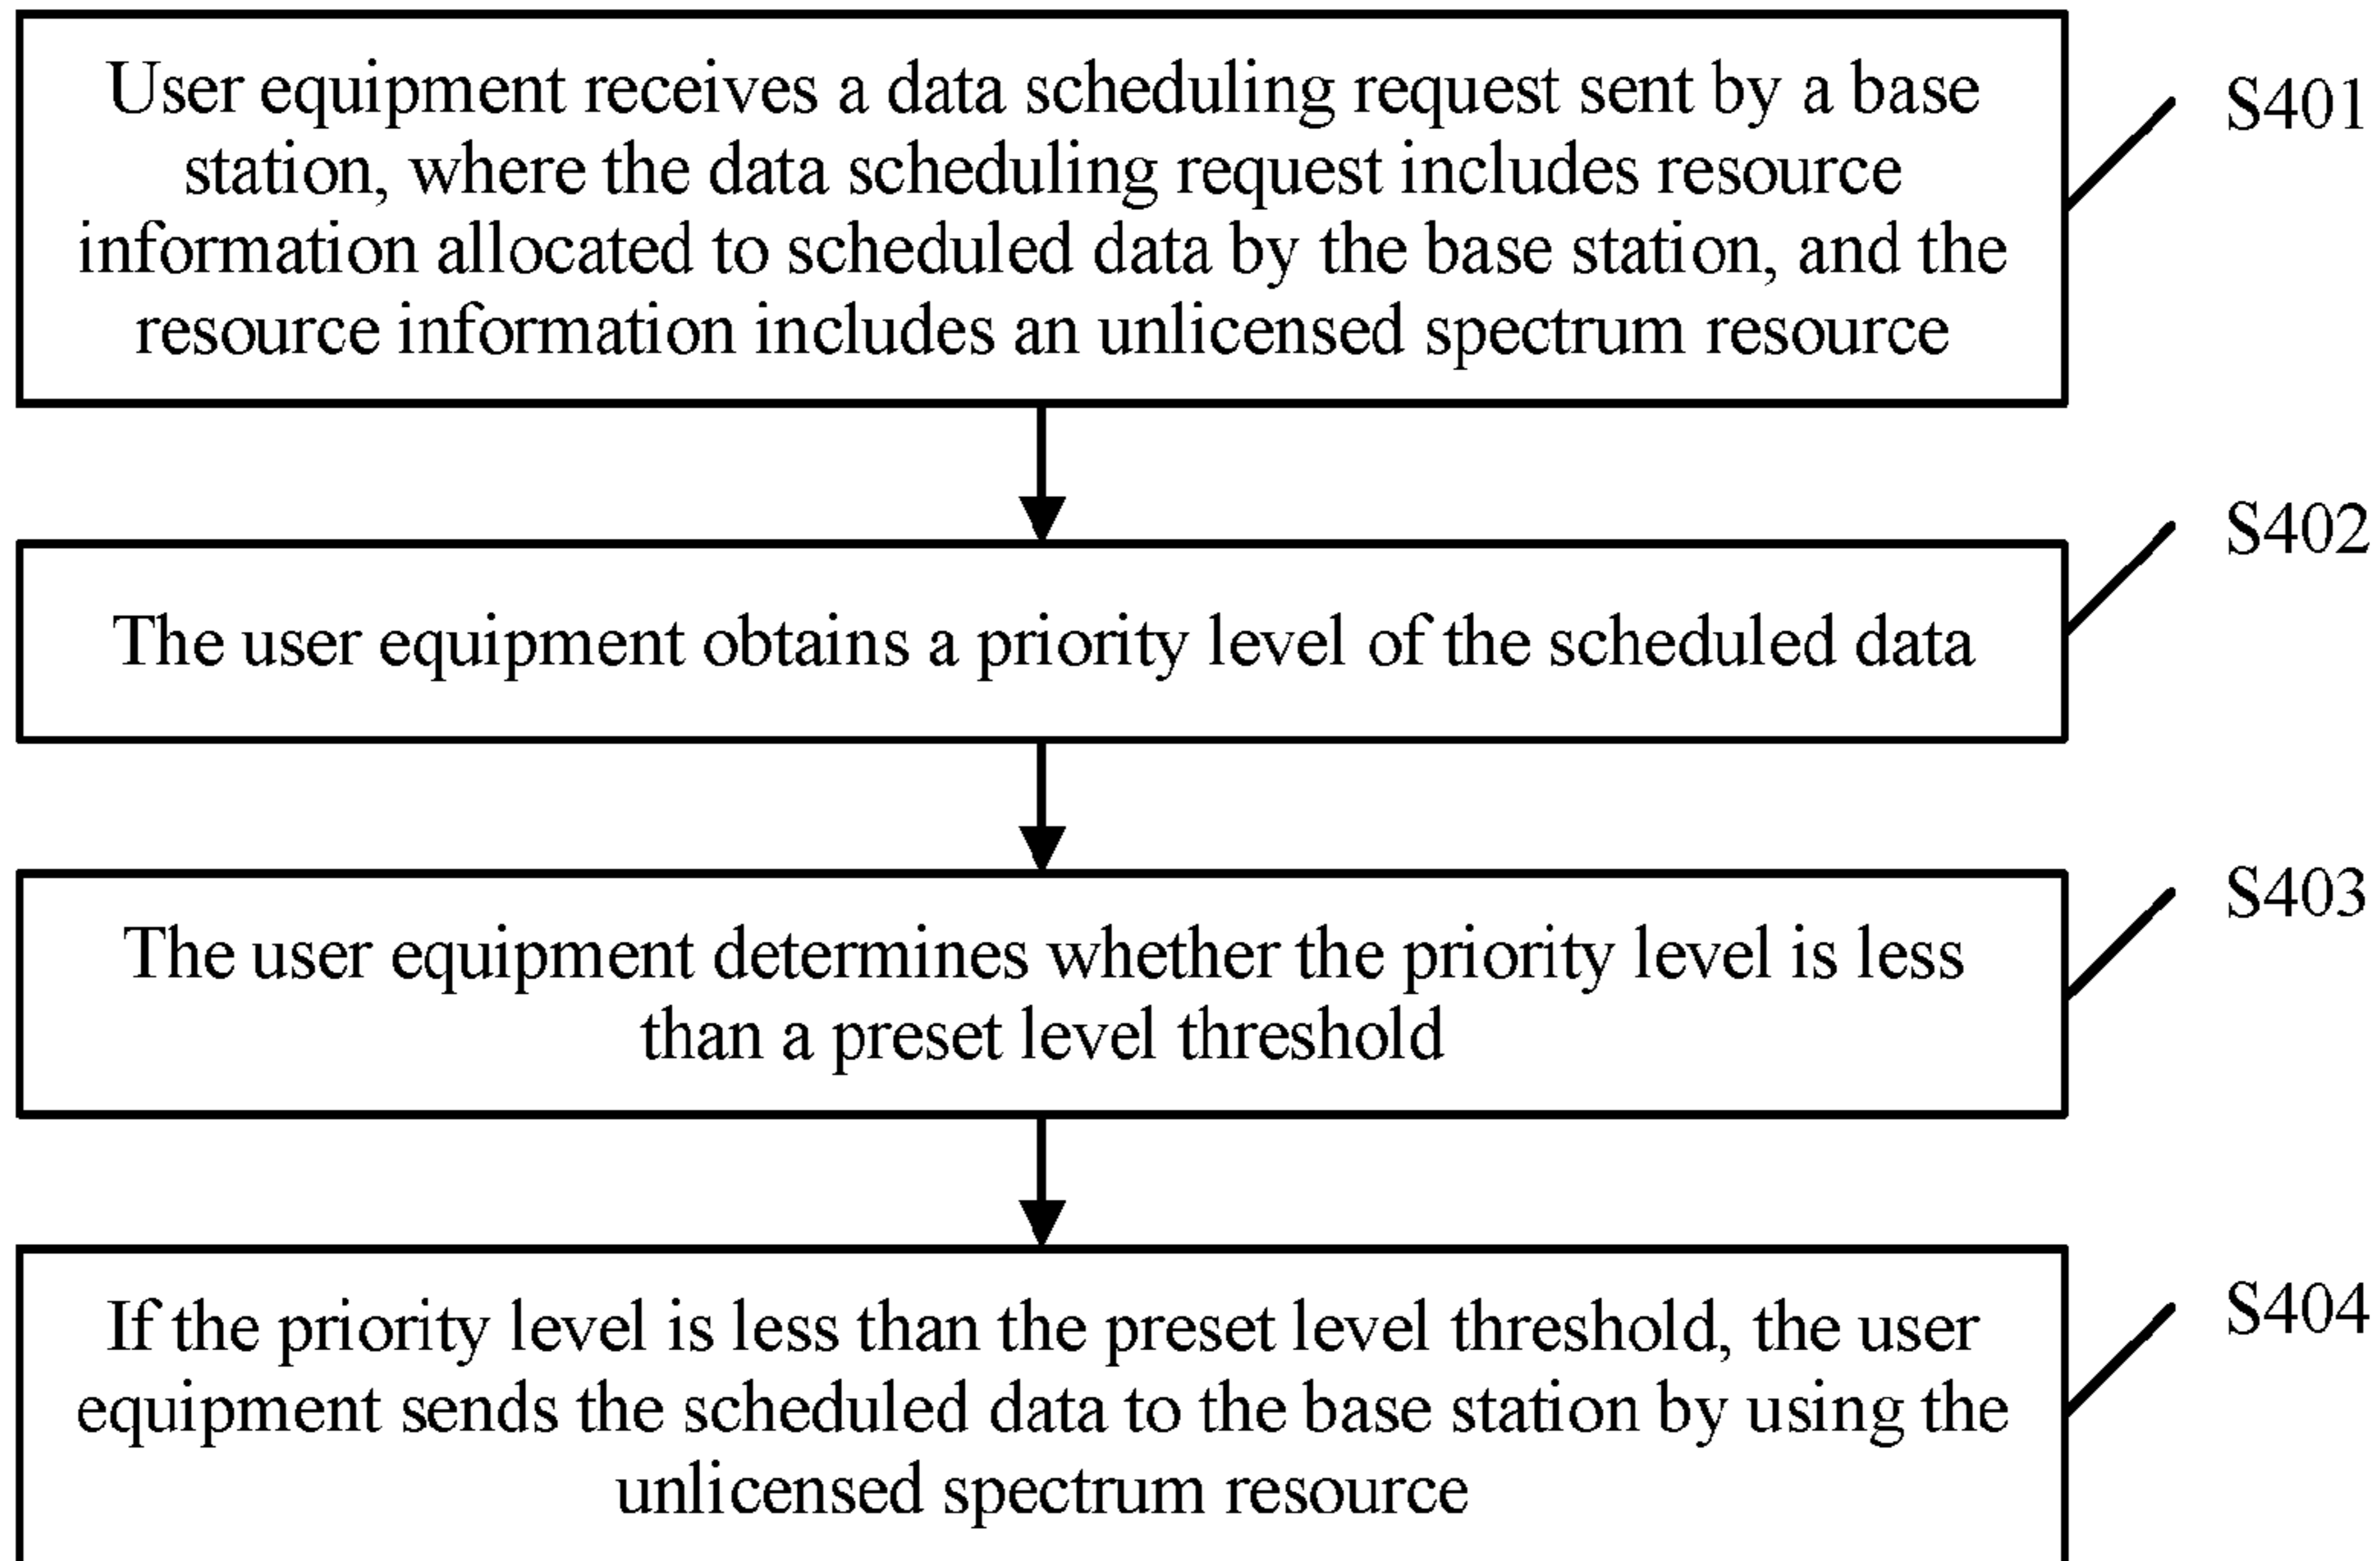 User equipment receives a data scheduling request sent by a base
station, where the data scheduling request includes resource
information allocated to scheduled data by the base station, and the
resource information includes an unlicensed spectrum resource
S401
The user equipment obtains a priority level of the scheduled data
S402
The user equipment determines whether the priority level is less
than a preset level threshold
S403
If the priority level is less than the preset level threshold, the user
equipment sends the scheduled data to the base station by using the
unlicensed spectrum resource
S404